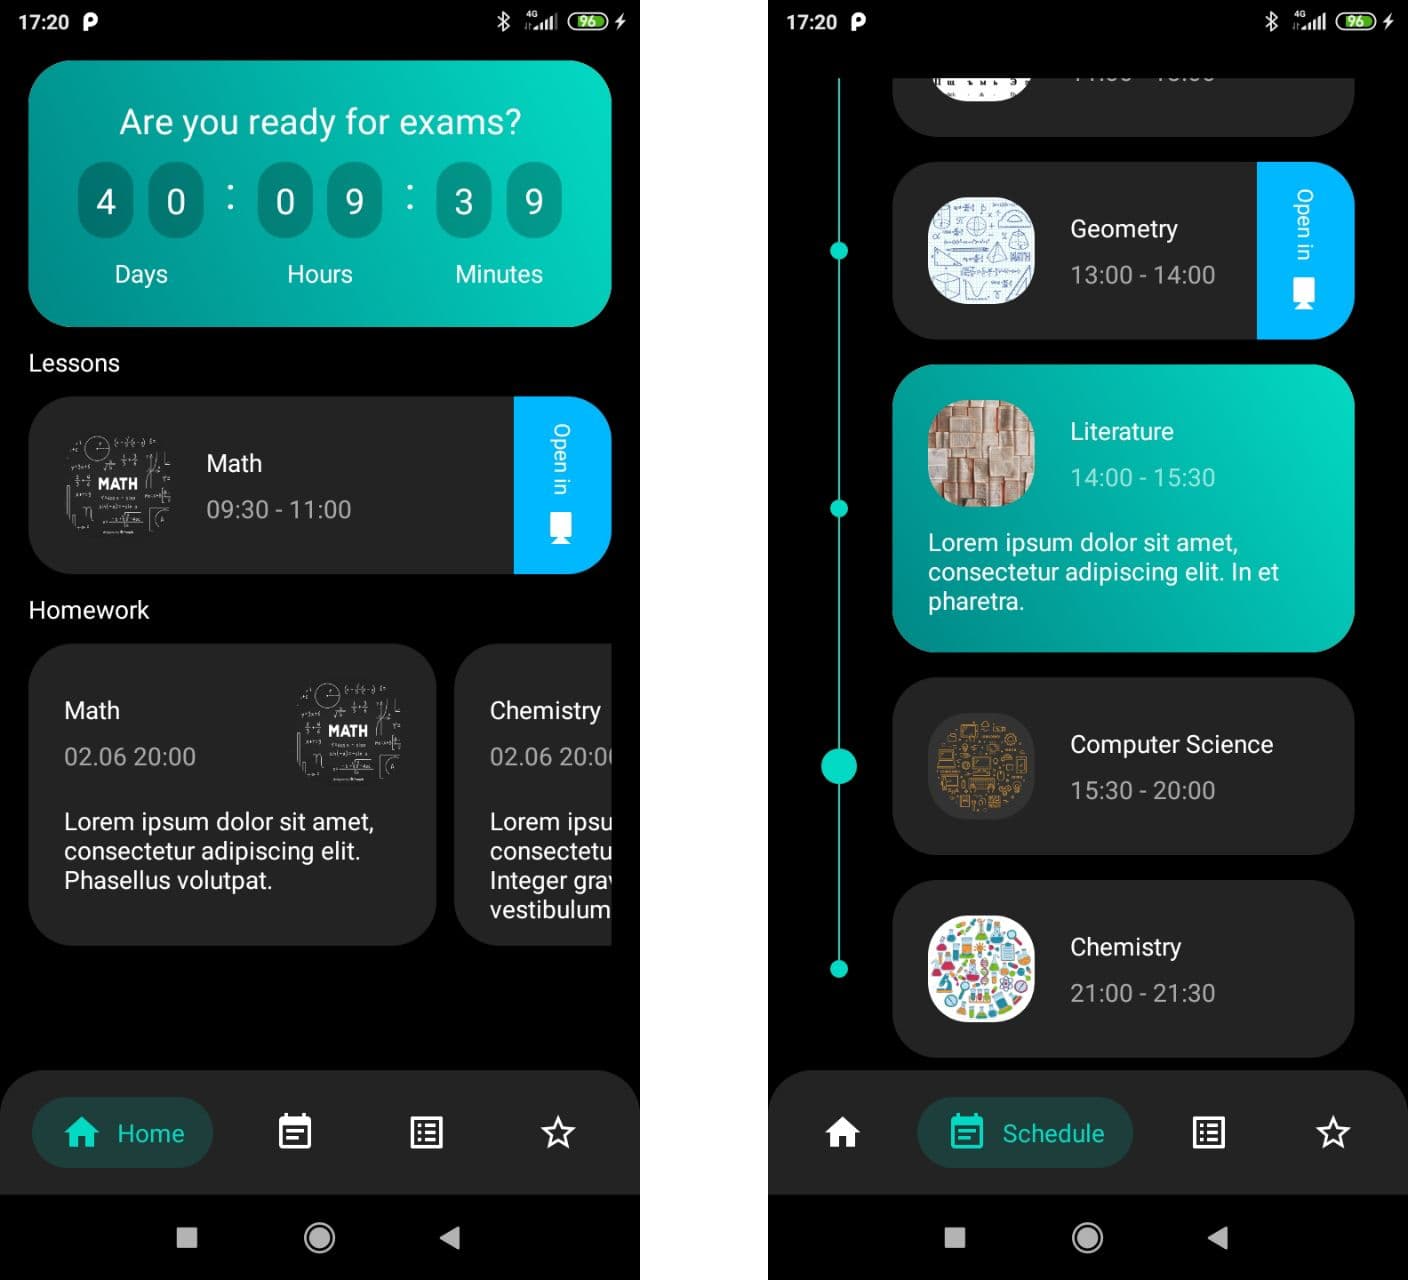 17:20
4G
96
Are you ready for exams?
4 0 : 0 9 : 3 9
Days Hours Minutes
Lessons
MATH
Math
09:30 - 11:00
Open in
Homework
Math
02.06 20:00
MATH
Lorem ipsum dolor sit amet,
consectetur adipiscing elit.
Phasellus volutpat.
Chemistry
02.06 20:0
Lorem ipsu
consectetu
Integer gra
vestibulum
Home
17:20
4G
96
Geometry
13:00 - 14:00
Open in
Literature
14:00 - 15:30
Lorem ipsum dolor sit amet,
consectetur adipiscing elit. In et
pharetra.
Computer Science
15:30 - 20:00
Chemistry
21:00 - 21:30
Schedule